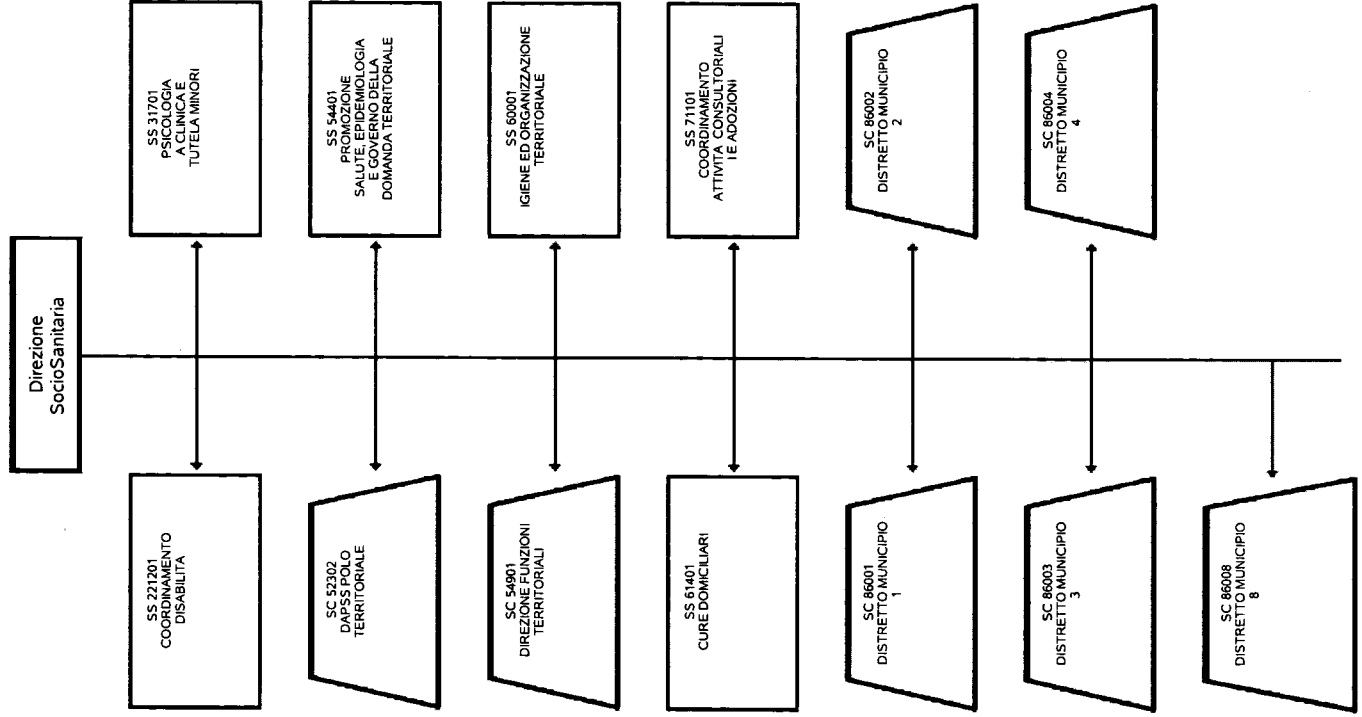 Direzione
SocioSanitaria
SS 221201
COORDINAMENTO
DISABILITA
SS 31701
PSICOLOGIA
A CLINICA E
TUTELA MINORI
SC 52302
DAPSS POLO
TERRITORIALE
SS 54401
PROMOZIONE
SALUTE, EPIDEMIOLOGIA
E GOVERNO DELLA
DOMANDA TERRITORIALE
SC 54901
DIREZIONE FUNZIONI
TERRITORIALI
SS 60001
IGIENE ED ORGANIZZAZIONE
TERRITORIALE
SS 61401
CURE DOMICILIARI
SS 71101
COORDINAMENTO
ATTIVITA CONSULTORIALI
I E ADOZIONI
SC 86001
DISTRETTO MUNICIPIO
1
SC 86002
DISTRETTO MUNICIPIO
2
SC 86003
DISTRETTO MUNICIPIO
3
SC 86004
DISTRETTO MUNICIPIO
4
SC 86008
DISTRETTO MUNICIPIO
8